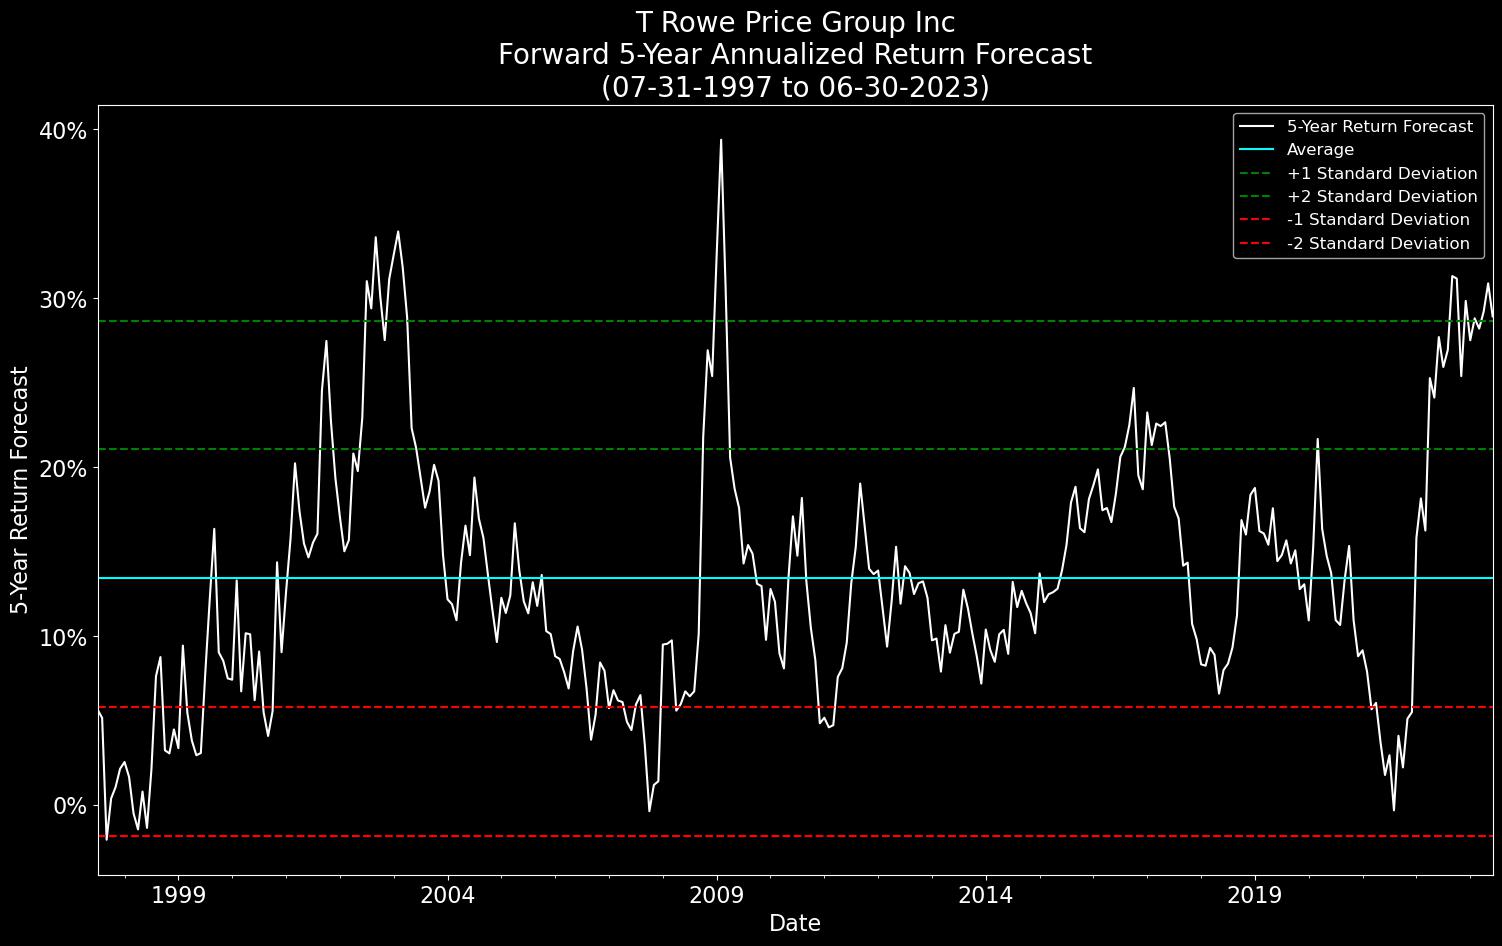 T Rowe Price Group Inc
Forward 5-Year Annualized Return Forecast
(07-31-1997 to 06-30-2023)
5-Year Return Forecast
Average
+1 Standard Deviation
+2 Standard Deviation
-1 Standard Deviation
-2 Standard Deviation
40%
30%
20%
10%
0%
5-Year Return Forecast
1999 2004 2009 2014 2019
Date